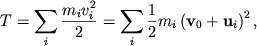 T = \sum_i \frac{m_i v_i^2}{2} = \sum_i \frac{1}{2} m_i \left( \mathbf{v}_0 + \mathbf{u}_i \right)^2,